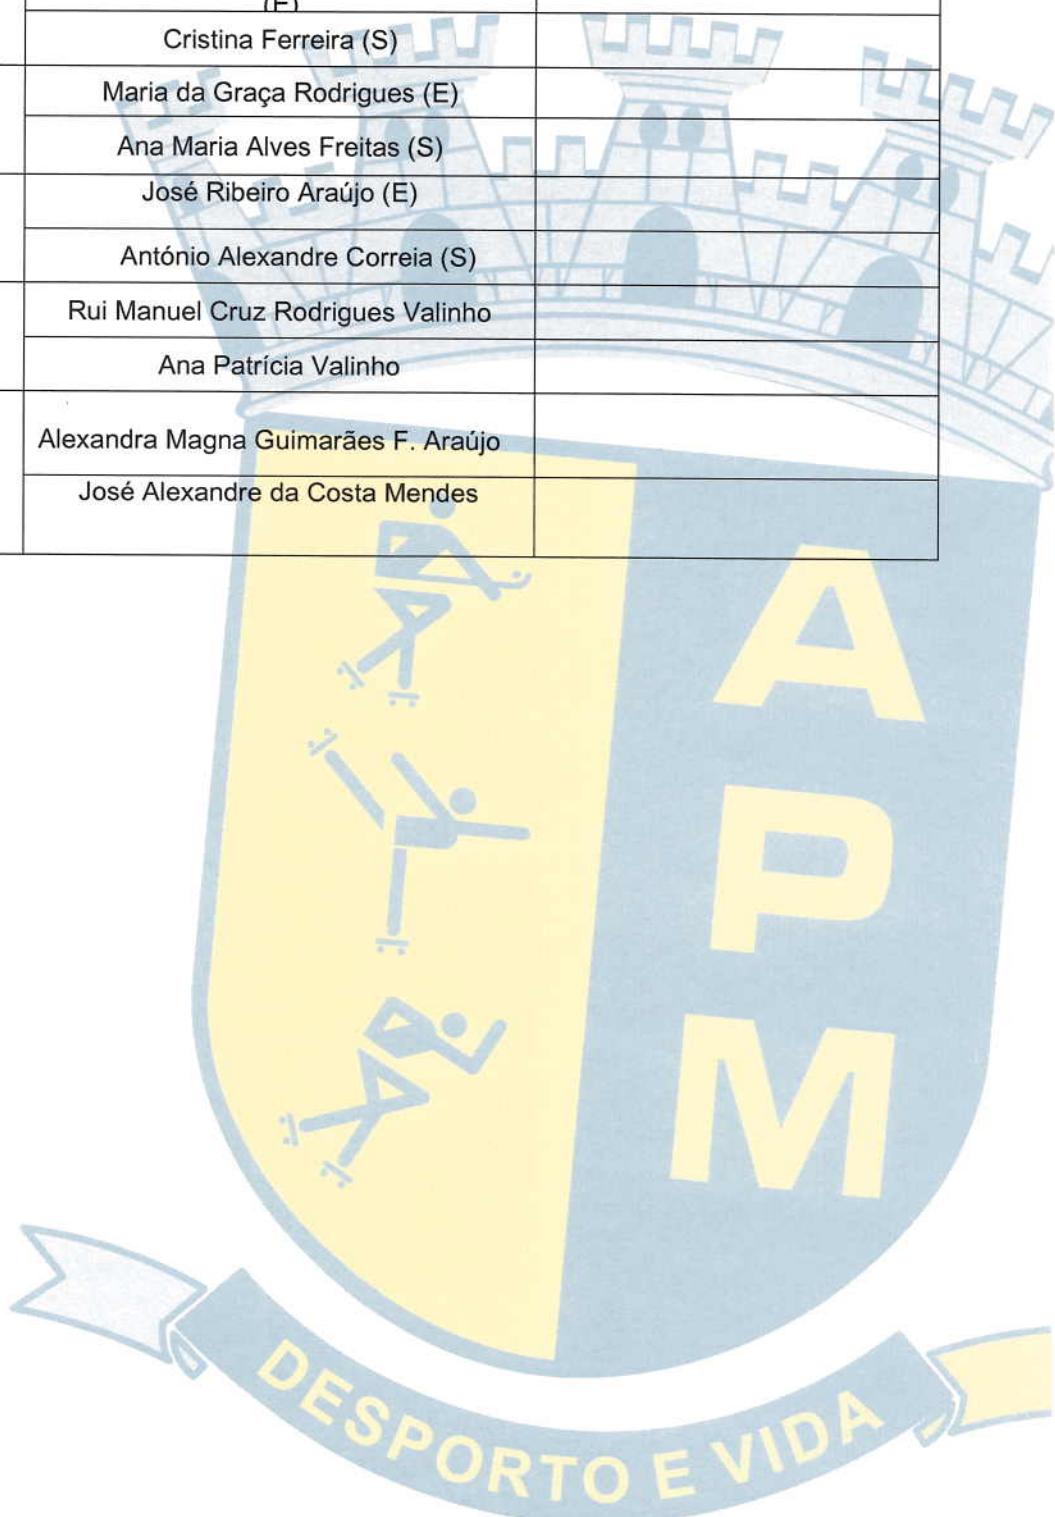 (E)
Cristina Ferreira (S)
Maria da Graça Rodrigues (E)
Ana Maria Alves Freitas (S)
José Ribeiro Araújo (E)
António Alexandre Correia (S)
Rui Manuel Cruz Rodrigues Valinho
Ana Patrícia Valinho
Alexandra Magna Guimarães F. Araújo
José Alexandre da Costa Mendes
A
P
M
DESPORTO E VIDA